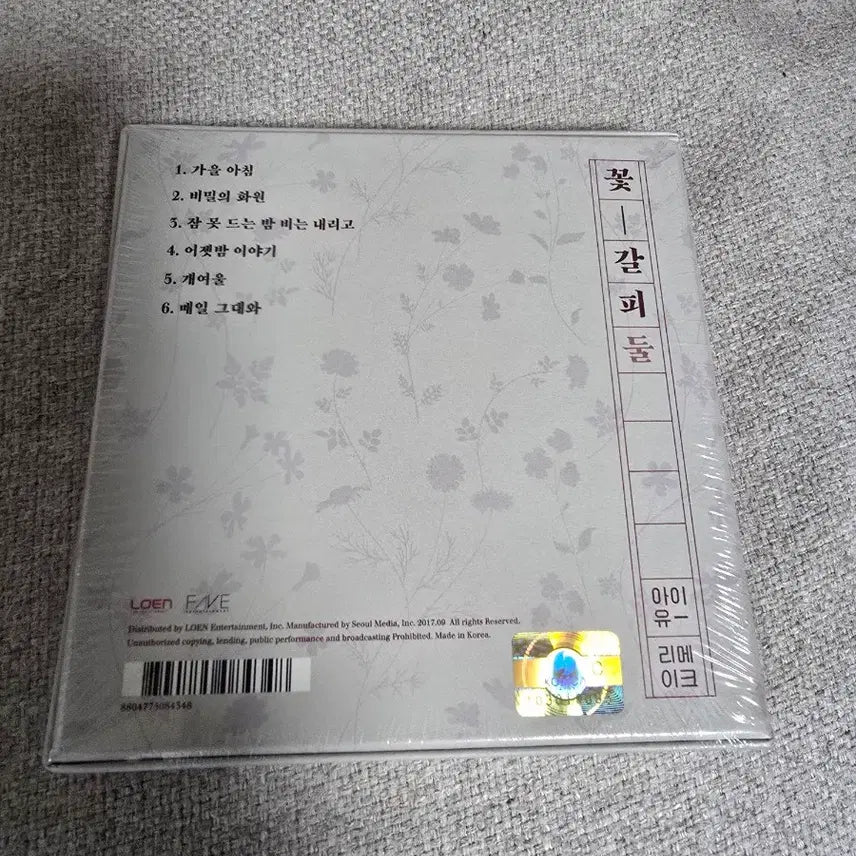 1. 가을 아침
2. 비밀의 화원
3. 잠 못 드는 밤 비는 내리고
4. 어젯밤 이야기
5. 개여울
6. 매일 그대와
꽃
갈
피
둘
아이
유
리메
이크
LOEN
FAVE
Distributed by LOEN Entertainment, Inc. Manufactured by Seoul Media, Inc. 2017.09 All rights Reserved.
Unauthorized copying, lending, public performance and broadcasting Prohibited. Made in Korea.
8804775084348